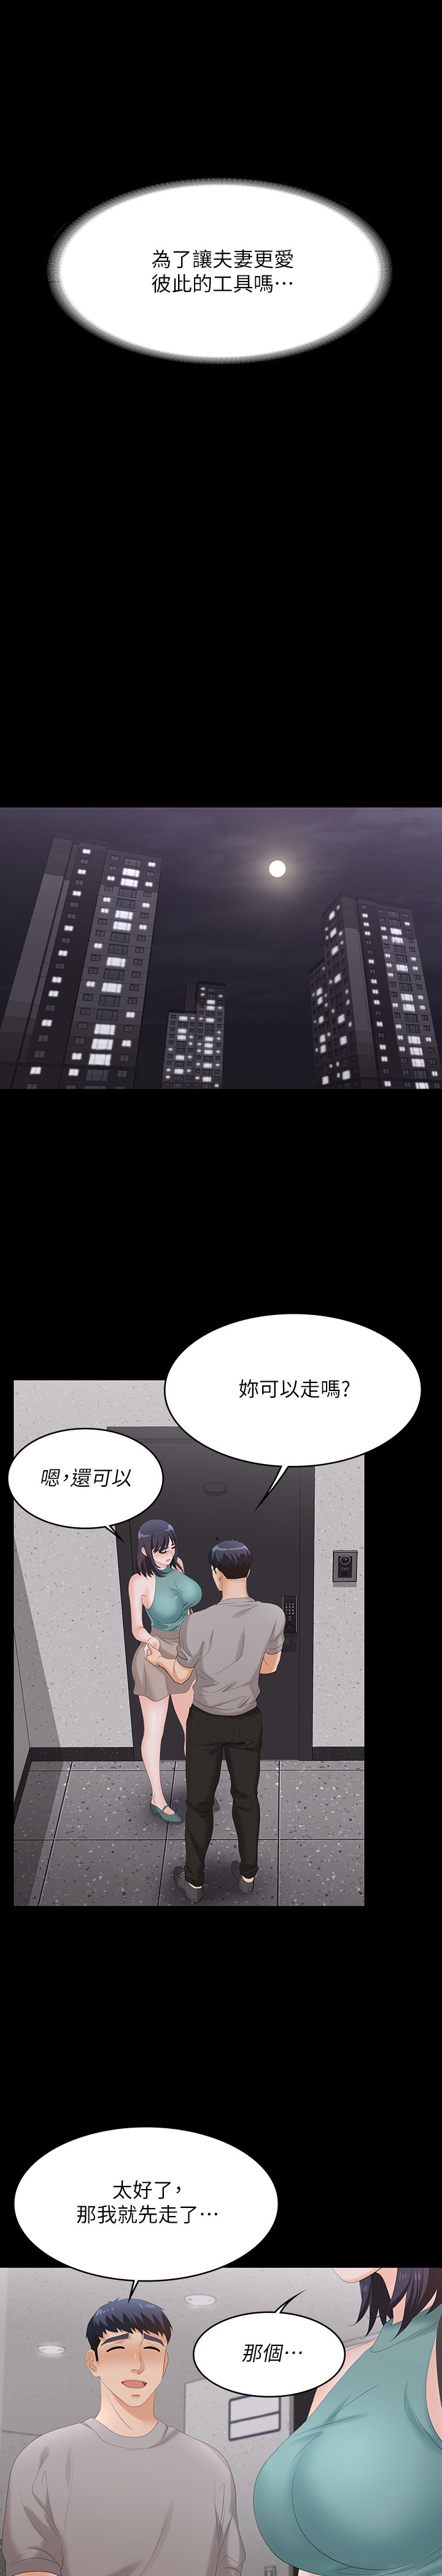 為了讓夫妻更愛
彼此的工具嗎…
妳可以走嗎?
嗯,還可以
太好了,
那我就先走了…
那個…